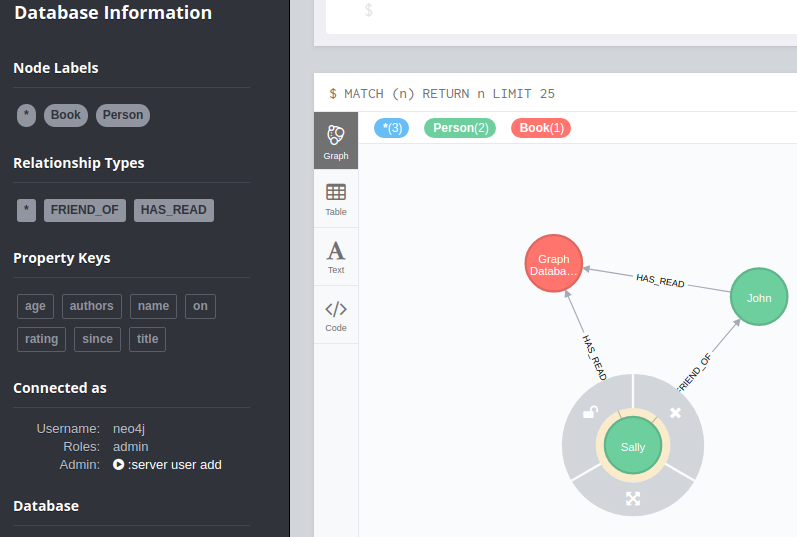 Database Information
Node Labels
* Book Person
Relationship Types
* FRIEND_OF HAS_READ
Property Keys
age authors name on
rating since title
Connected as
Username: neo4j
Roles: admin
Admin: :server user add
Database
$
$ MATCH (n) RETURN n LIMIT 25
*(3) Person(2) Book(1)
Graph
Table
A
Text
</>
Code
Graph
Databa...
HAS_READ
John
HAS_READ
FRIEND_OF
Sally